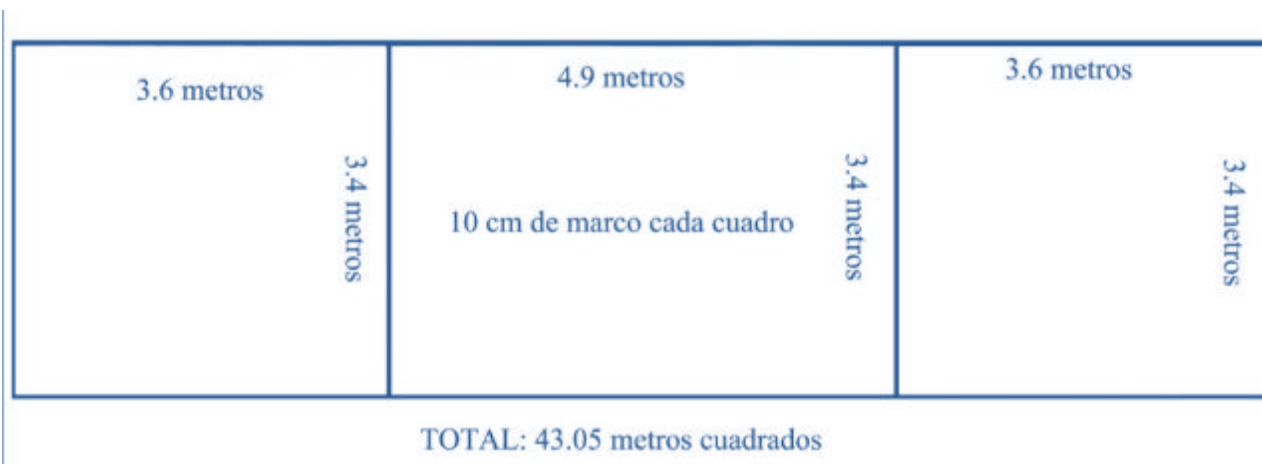 3.6 metros
4.9 metros
3.6 metros
3.4 metros
3.4 metros
3.4 metros
10 cm de marco cada cuadro
TOTAL: 43.05 metros cuadrados